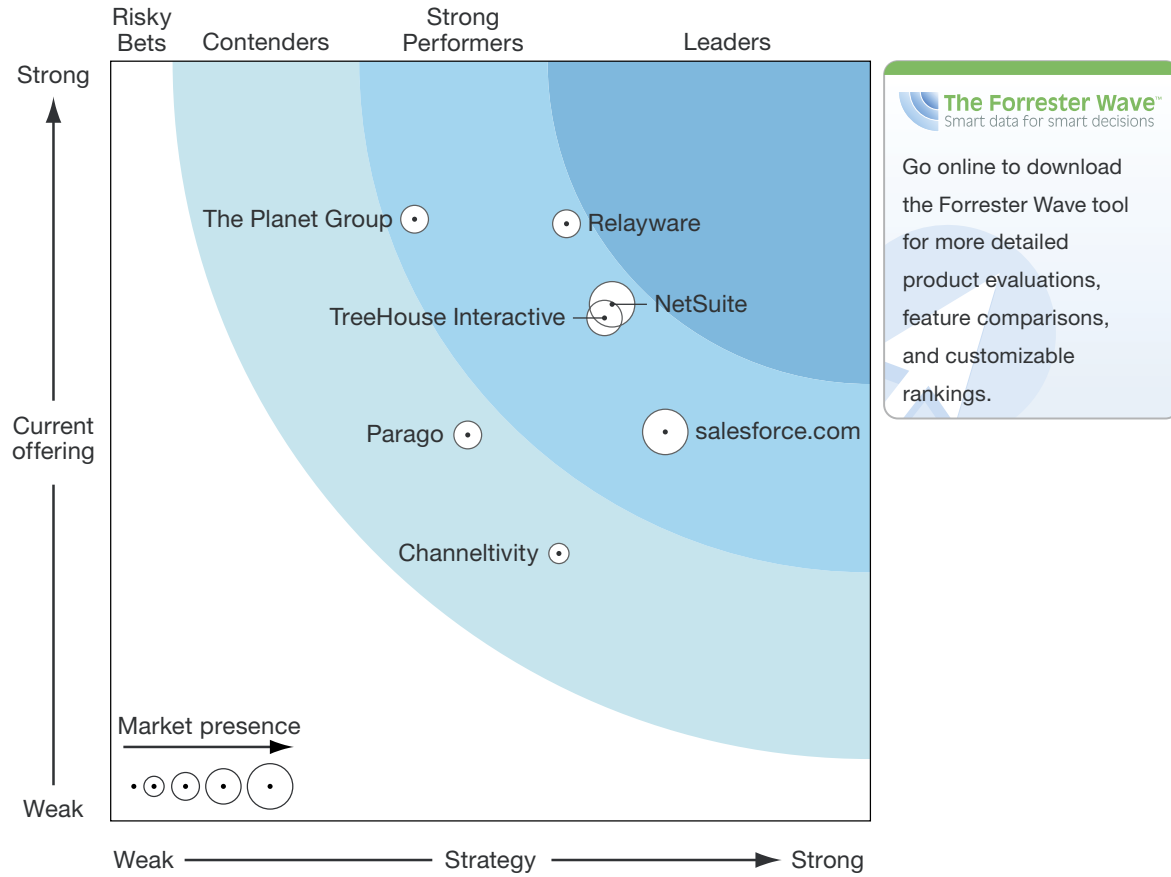 Risky
Bets
Contenders
Strong
Performers
Leaders
Strong
Current
offering
Weak
The Planet Group
Relayware
NetSuite
TreeHouse Interactive
Parago
salesforce.com
Channeltivity
Market presence
Weak
Strategy
Strong
The Forrester Wave™
Smart data for smart decisions
Go online to download
the Forrester Wave tool
for more detailed
product evaluations,
feature comparisons,
and customizable
rankings.